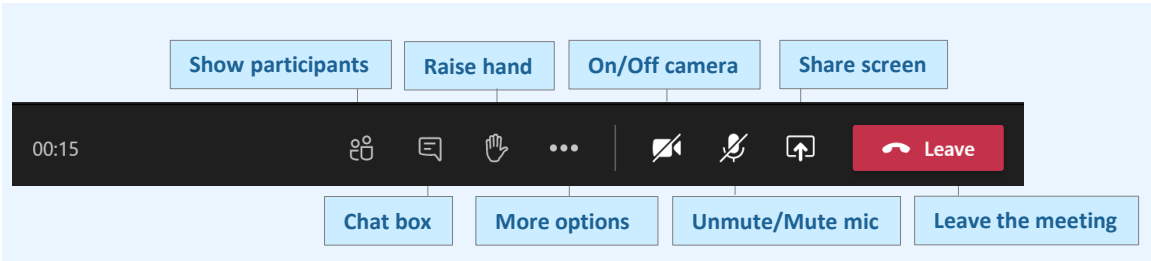 Show participants
Raise hand
On/Off camera
Share screen
00:15
Leave
Chat box
More options
Unmute/Mute mic
Leave the meeting